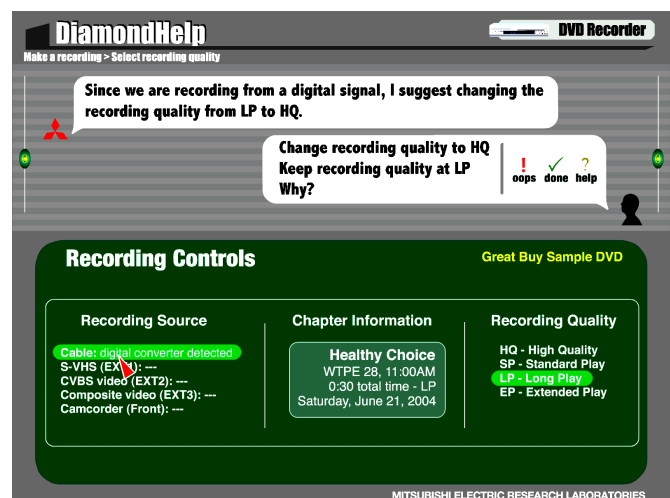 DiamondHelp
DVD Recorder
Make a recording > Select recording quality
Since we are recording from a digital signal, I suggest changing the
recording quality from LP to HQ.
Change recording quality to HQ
Keep recording quality at LP
Why?
! ✓ ?
oops done help
Recording Controls
Great Buy Sample DVD
Recording Source
Cable: digital converter detected
S-VHS (EXT1): ---
CVBS video (EXT2): ---
Composite video (EXT3): ---
Camcorder (Front): ---
Chapter Information
Healthy Choice
WTPE 28, 11:00AM
0:30 total time - LP
Saturday, June 21, 2004
Recording Quality
HQ - High Quality
SP - Standard Play
LP - Long Play
EP - Extended Play
MITSUBISHI ELECTRIC RESEARCH LABORATORIES